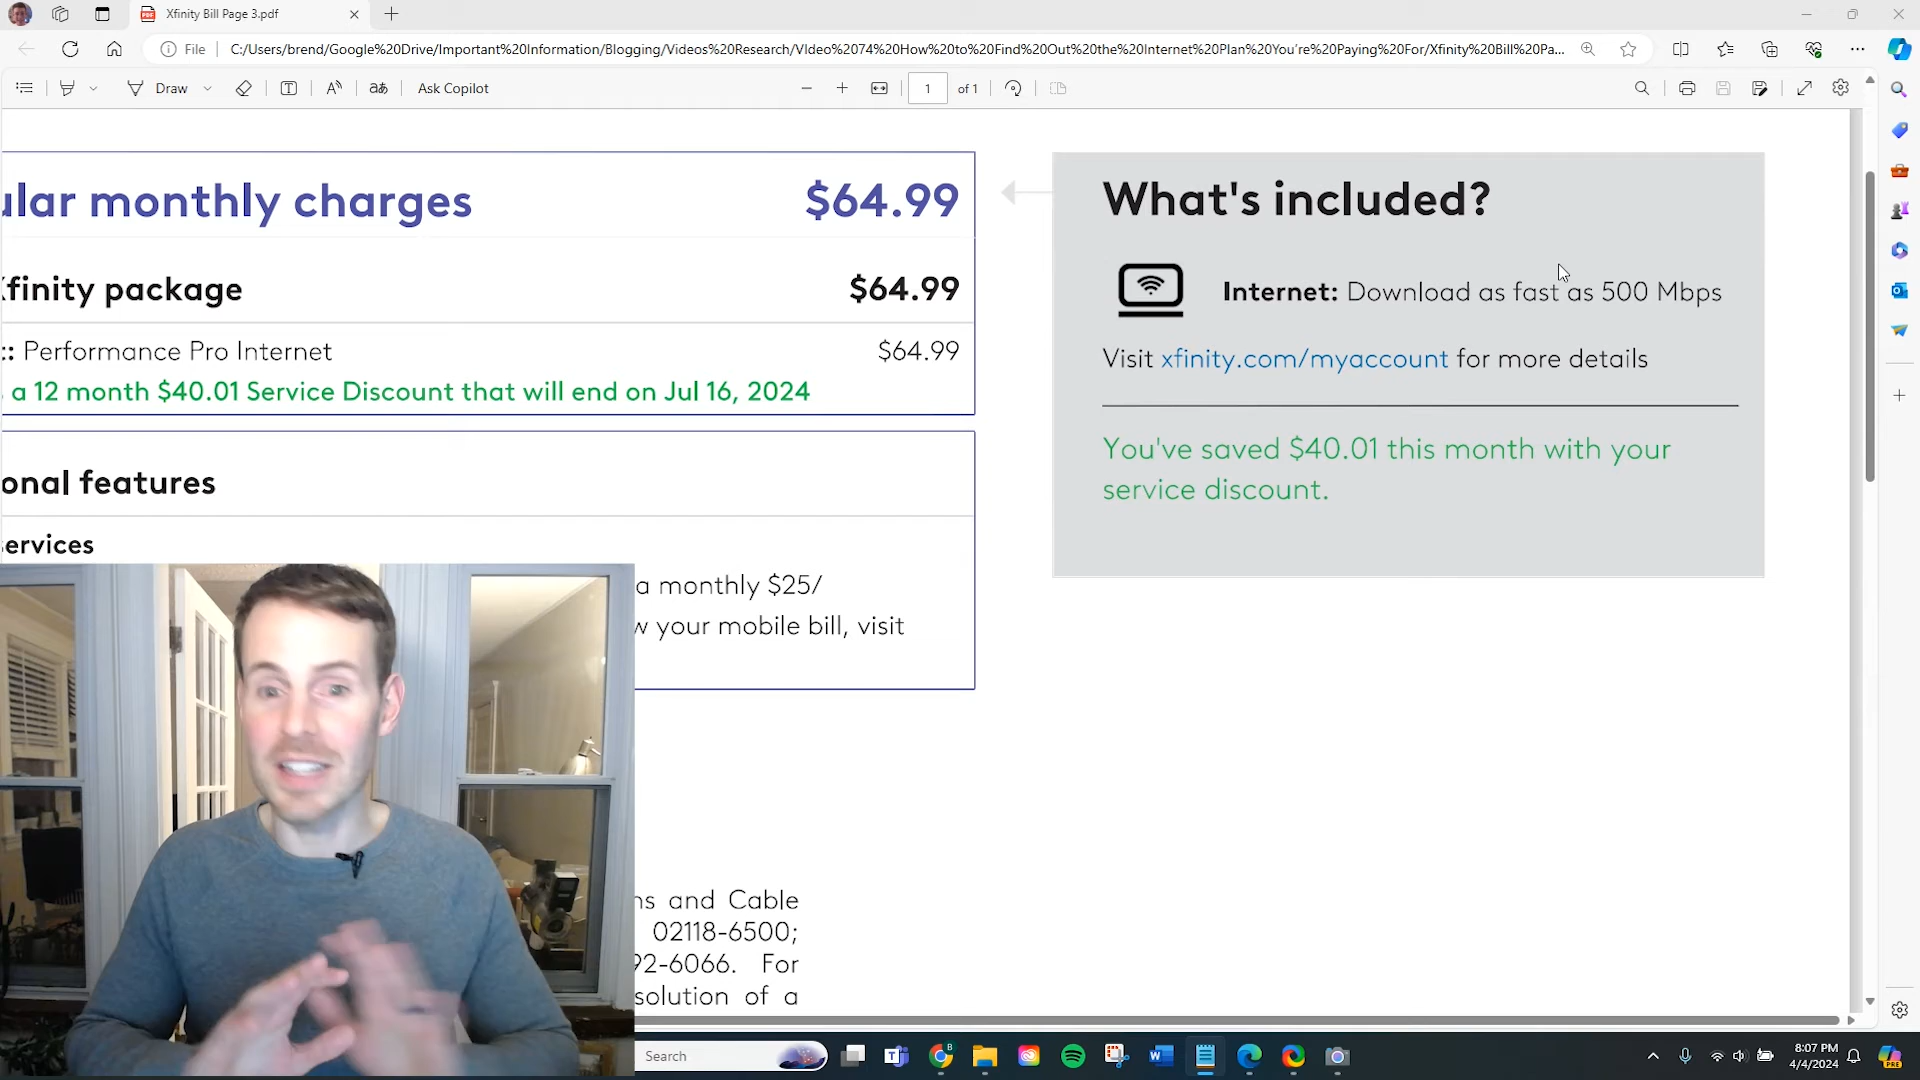 Xfinity Bill Page 3.pdf
File
C:/Users/brend/Google%20Drive/Important%20Information/Blogging/Videos%20Research/VIdeo%2074%20How%20to%20Find%20Out%20the%20Internet%20Plan%20You're%20Paying%20For/Xfinity%20Bill%20Pa...
Draw
Ask Copilot
1 of 1
ular monthly charges $64.99
finity package $64.99
: Performance Pro Internet $64.99
a 12 month $40.01 Service Discount that will end on Jul 16, 2024
onal features
ervices
a monthly $25/
w your mobile bill, visit
ns and Cable
02118-6500;
92-6066. For
solution of a
What's included?
Internet: Download as fast as 500 Mbps
Visit xfinity.com/myaccount for more details
You've saved $40.01 this month with your
service discount.
Search
8:07 PM
4/4/2024